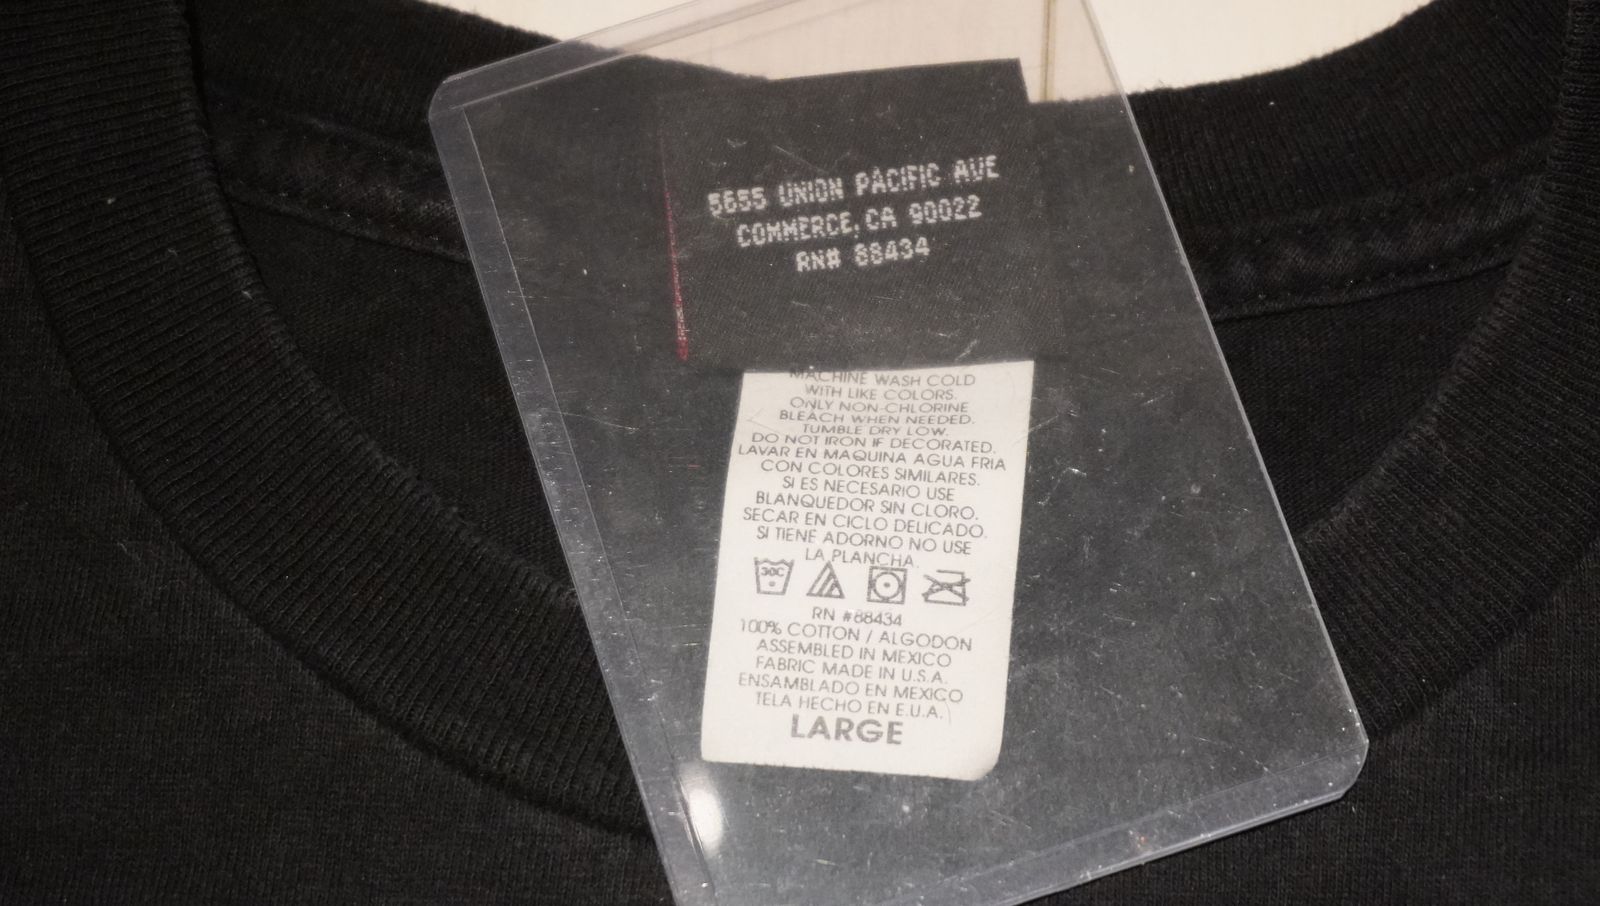 5655 UNION PACIFIC AVE
COMMERCE, CA 90022
RN# 88434
MACHINE WASH COLD
WITH LIKE COLORS.
ONLY NON-CHLORINE
BLEACH WHEN NEEDED.
TUMBLE DRY LOW.
DO NOT IRON IF DECORATED.
LAVAR EN MAQUINA AGUA FRIA
CON COLORES SIMILARES.
SI ES NECESARIO USE
BLANQUEDOR SIN CLORO.
SECAR EN CICLO DELICADO.
SI TIENE ADORNO NO USE
LA PLANCHA.
30C
RN #88434
100% COTTON / ALGODON
ASSEMBLED IN MEXICO
FABRIC MADE IN U.S.A.
ENSAMBLADO EN MEXICO
TELA HECHO EN E.U.A.
LARGE